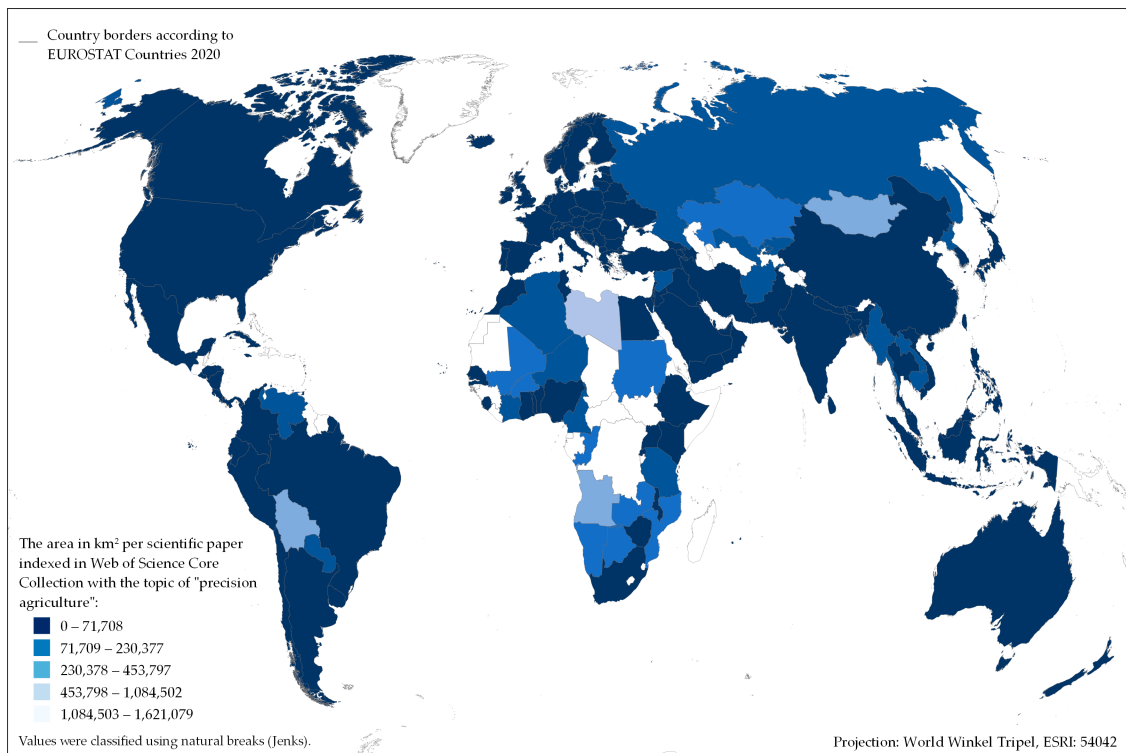 Country borders according to
EUROSTAT Countries 2020
The area in km² per scientific paper
indexed in Web of Science Core
Collection with the topic of "precision
agriculture":
0 – 71,708
71,709 – 230,377
230,378 – 453,797
453,798 – 1,084,502
1,084,503 – 1,621,079
Values were classified using natural breaks (Jenks).
Projection: World Winkel Tripel, ESRI: 54042